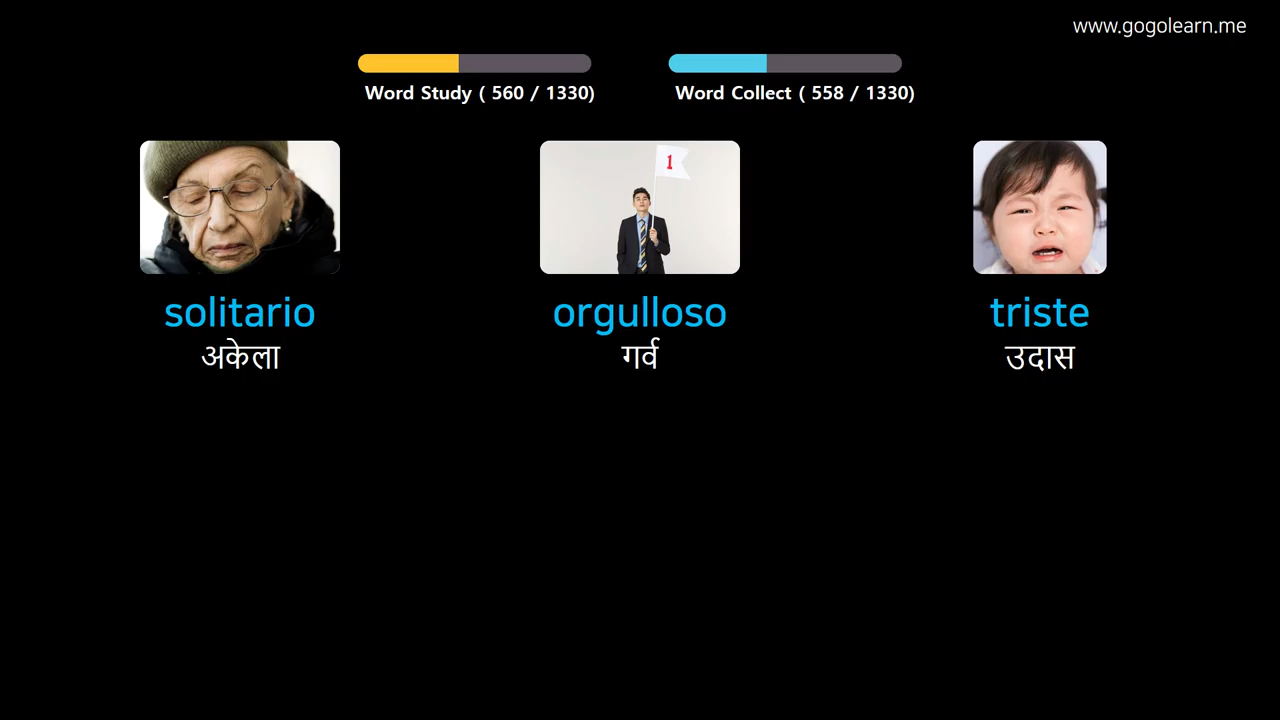 www.gogolearn.me
Word Study ( 560 / 1330)
Word Collect ( 558 / 1330)
1
solitario
orgulloso
triste
अकेला
गर्व
उदास